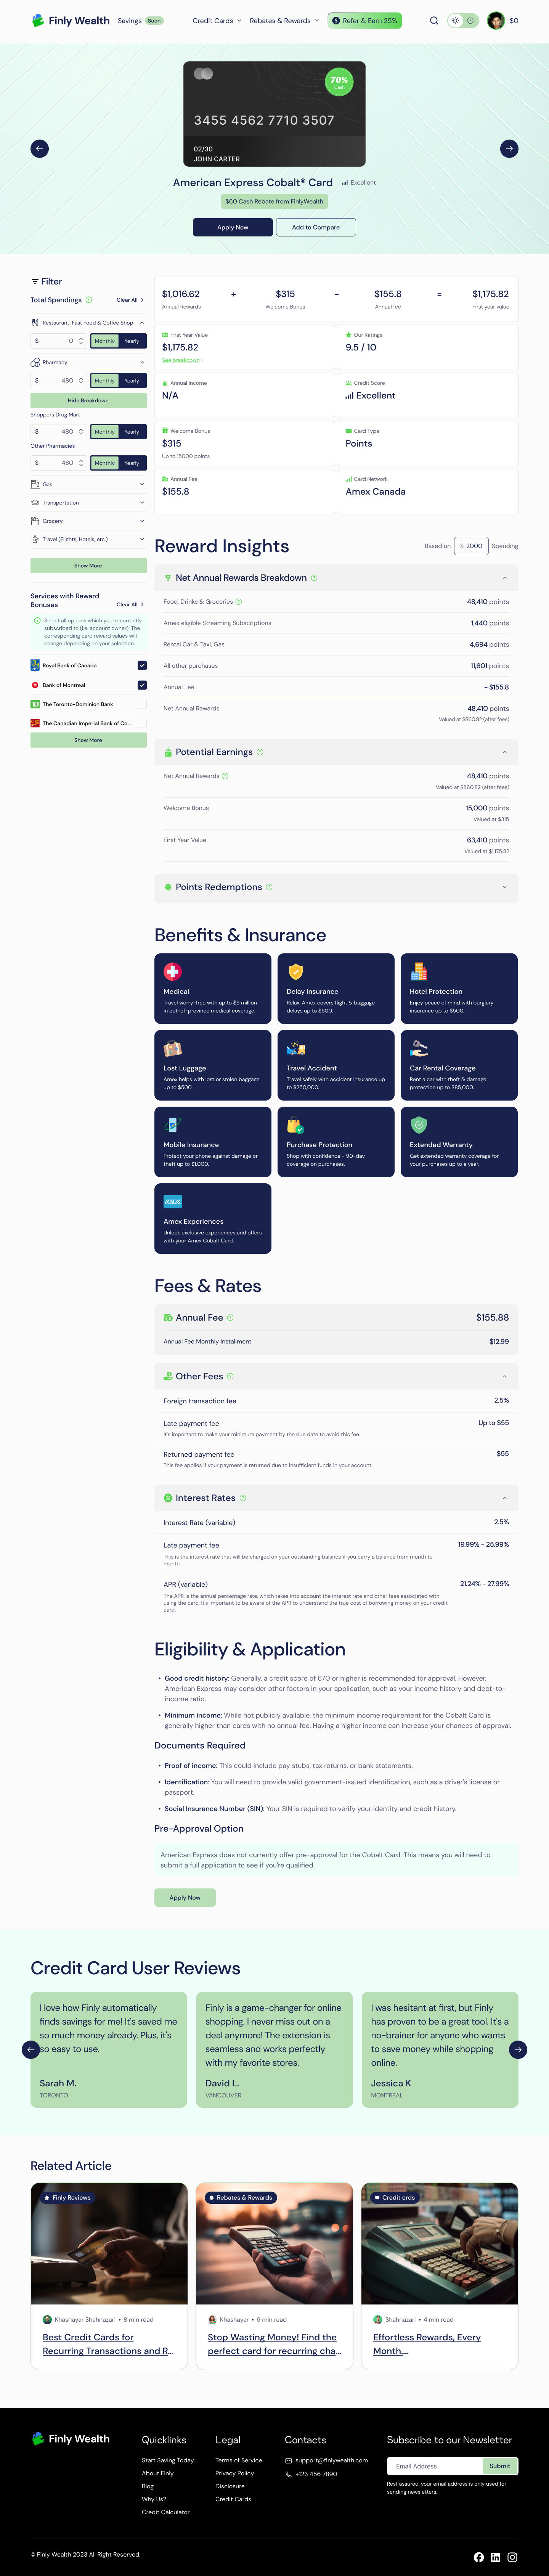 Finly Wealth
Savings Soon
Credit Cards
Rebates & Rewards
Refer & Earn 25%
$0
70%
Cash
3455 4562 7710 3507
02/30
JOHN CARTER
American Express Cobalt® Card
Excellent
$60 Cash Rebate from FinlyWealth
Apply Now
Add to Compare
Filter
Total Spendings
Clear All
Restaurant, Fast Food & Coffee Shop
$ 0 Monthly Yearly
Pharmacy
$ 480 Monthly Yearly
Hide Breakdown
Shoppers Drug Mart
$ 480 Monthly Yearly
Other Pharmacies
$ 480 Monthly Yearly
Gas
Transportation
Grocery
Travel (Flights, Hotels, etc.)
Show More
Services with Reward
Bonuses
Clear All
Select all options which you're currently
subscribed to (i.e. account owner). The
corresponding card reward values will
change depending on your selection.
Royal Bank of Canada
Bank of Montreal
The Toronto-Dominion Bank
The Canadian Imperial Bank of Co...
Show More
$1,016.62 + $315 - $155.8 = $1,175.82
Annual Rewards Welcome Bonus Annual fee First year value
First Year Value
$1,175.82
See breakdown
Our Ratings
9.5 / 10
Annual Income
N/A
Credit Score
Excellent
Welcome Bonus
$315
Up to 15000 points
Card Type
Points
Annual Fee
$155.8
Card Network
Amex Canada
Reward Insights
Based on $ 2000 Spending
Net Annual Rewards Breakdown
Food, Drinks & Groceries 48,410 points
Amex eligible Streaming Subscriptions 1,440 points
Rental Car & Taxi, Gas 4,694 points
All other purchases 11,601 points
Annual Fee - $155.8
Net Annual Rewards 48,410 points
Valued at $860.82 (after fees)
Potential Earnings
Net Annual Rewards 48,410 points
Valued at $860.82 (after fees)
Welcome Bonus 15,000 points
Valued at $315
First Year Value 63,410 points
Valued at $1,175.82
Points Redemptions
Benefits & Insurance
Medical
Travel worry-free with up to $5 million
in out-of-province medical coverage.
Delay Insurance
Relax, Amex covers flight & baggage
delays up to $500.
Hotel Protection
Enjoy peace of mind with burglary
insurance up to $500.
Lost Luggage
Amex helps with lost or stolen baggage
up to $500.
Travel Accident
Travel safely with accident insurance up
to $250,000.
Car Rental Coverage
Rent a car with theft & damage
protection up to $85,000.
Mobile Insurance
Protect your phone against damage or
theft up to $1,000.
Purchase Protection
Shop with confidence - 90-day
coverage on purchases.
Extended Warranty
Get extended warranty coverage for
your purchases up to a year.
Amex Experiences
Unlock exclusive experiences and offers
with your Amex Cobalt Card.
Fees & Rates
Annual Fee $155.88
Annual Fee Monthly Installment $12.99
Other Fees
Foreign transaction fee 2.5%
Late payment fee Up to $55
It's important to make your minimum payment by the due date to avoid this fee.
Returned payment fee $55
This fee applies if your payment is returned due to insufficient funds in your account.
Interest Rates
Interest Rate (variable) 2.5%
Late payment fee 19.99% - 25.99%
This is the interest rate that will be charged on your outstanding balance if you carry a balance from month to
month.
APR (variable) 21.24% - 27.99%
The APR is the annual percentage rate, which takes into account the interest rate and other fees associated with
using the card. It's important to be aware of the APR to understand the true cost of borrowing money on your credit
card.
Eligibility & Application
• Good credit history: Generally, a credit score of 670 or higher is recommended for approval. However,
American Express may consider other factors in your application, such as your income history and debt-to-
income ratio.
• Minimum income: While not publicly available, the minimum income requirement for the Cobalt Card is
generally higher than cards with no annual fee. Having a higher income can increase your chances of approval.
Documents Required
• Proof of income: This could include pay stubs, tax returns, or bank statements.
• Identification: You will need to provide valid government-issued identification, such as a driver's license or
passport.
• Social Insurance Number (SIN): Your SIN is required to verify your identity and credit history.
Pre-Approval Option
American Express does not currently offer pre-approval for the Cobalt Card. This means you will need to
submit a full application to see if you're qualified.
Apply Now
Credit Card User Reviews
I love how Finly automatically
finds savings for me! It's saved me
so much money already. Plus, it's
so easy to use.
Sarah M.
TORONTO
Finly is a game-changer for online
shopping. I never miss out on a
deal anymore! The extension is
seamless and works perfectly
with my favorite stores.
David L.
VANCOUVER
I was hesitant at first, but Finly
has proven to be a great tool. It's a
no-brainer for anyone who wants
to save money while shopping
online.
Jessica K
MONTREAL
Related Article
Finly Reviews
Khashayar Shahnazari • 8 min read
Best Credit Cards for
Recurring Transactions and R...
Rebates & Rewards
Khashayar • 6 min read
Stop Wasting Money! Find the
perfect card for recurring cha...
Credit crds
Shahnazari • 4 min read
Effortless Rewards, Every
Month....
Finly Wealth
Quicklinks
Start Saving Today
About Finly
Blog
Why Us?
Credit Calculator
Legal
Terms of Service
Privacy Policy
Disclosure
Credit Cards
Contacts
support@finlywealth.com
+123 456 7890
Subscribe to our Newsletter
Email Address Submit
Rest assured, your email address is only used for
sending newsletters.
© Finly Wealth 2023 All Right Reserved.